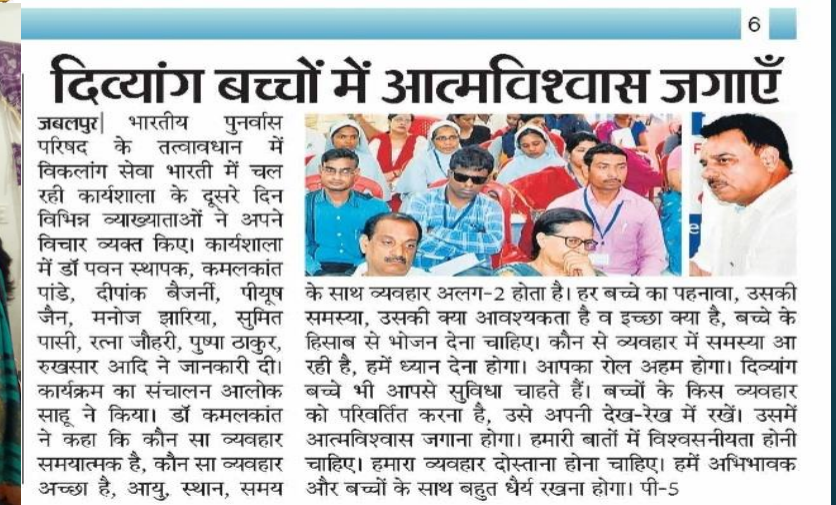 6
दिव्यांग बच्चों में आत्मविश्वास जगाएँ
जबलपुर| भारतीय पुनर्वास
परिषद के तत्वावधान में
विकलांग सेवा भारती में चल
रही कार्यशाला के दूसरे दिन
विभिन्न व्याख्याताओं ने अपने
विचार व्यक्त किए। कार्यशाला
में डॉ पवन स्थापक, कमलकांत
पांडे, दीपांक बैजर्नी, पीयूष
जैन, मनोज झारिया, सुमित
पासी, रत्ना जौहरी, पुष्पा ठाकुर,
रुखसार आदि ने जानकारी दी।
कार्यक्रम का संचालन आलोक
साहू ने किया। डॉ कमलकांत
ने कहा कि कौन सा व्यवहार
समयात्मक है, कौन सा व्यवहार
अच्छा है, आयु, स्थान, समय
के साथ व्यवहार अलग-2 होता है। हर बच्चे का पहनावा, उसकी
समस्या, उसकी क्या आवश्यकता है व इच्छा क्या है, बच्चे के
हिसाब से भोजन देना चाहिए। कौन से व्यवहार में समस्या आ
रही है, हमें ध्यान देना होगा। आपका रोल अहम होगा। दिव्यांग
बच्चे भी आपसे सुविधा चाहते हैं। बच्चों के किस व्यवहार
को परिवर्तित करना है, उसे अपनी देख-रेख में रखें। उसमें
आत्मविश्वास जगाना होगा। हमारी बातों में विश्वसनीयता होनी
चाहिए। हमारा व्यवहार दोस्ताना होना चाहिए। हमें अभिभावक
और बच्चों के साथ बहुत धैर्य रखना होगा। पी-5